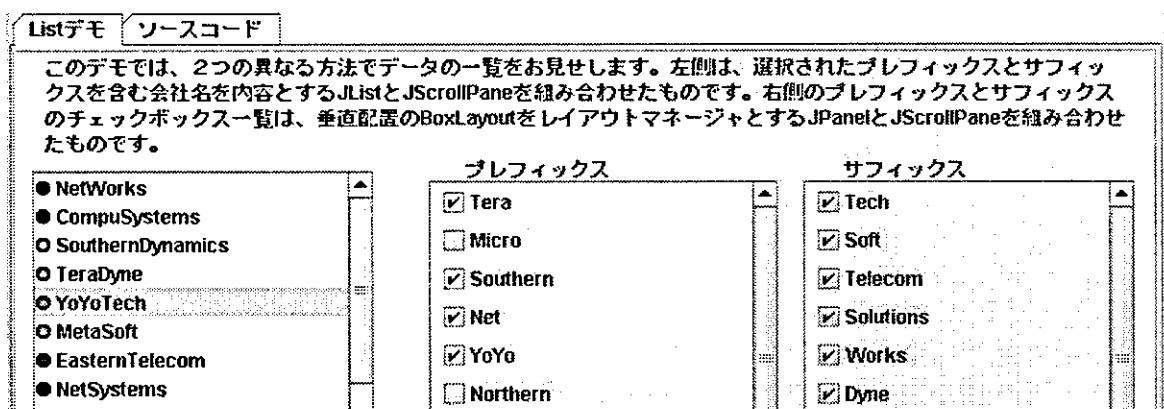 Listデモ ソースコード
このデモでは、2つの異なる方法でデータの一覧をお見せします。左側は、選択されたプレフィックスとサフィッ
クスを含む会社名を内容とするJListとJScrollPaneを組み合わせたものです。右側のプレフィックスとサフィックス
のチェックボックス一覧は、垂直配置のBoxLayoutをレイアウトマネージャとするJPanelとJScrollPaneを組み合わせ
たものです。
NetWorks
CompuSystems
SouthernDynamics
TeraDyne
YoYoTech
MetaSoft
EasternTelecom
NetSystems
プレフィックス
Tera
Micro
Southern
Net
YoYo
Northern
サフィックス
Tech
Soft
Telecom
Solutions
Works
Dyne